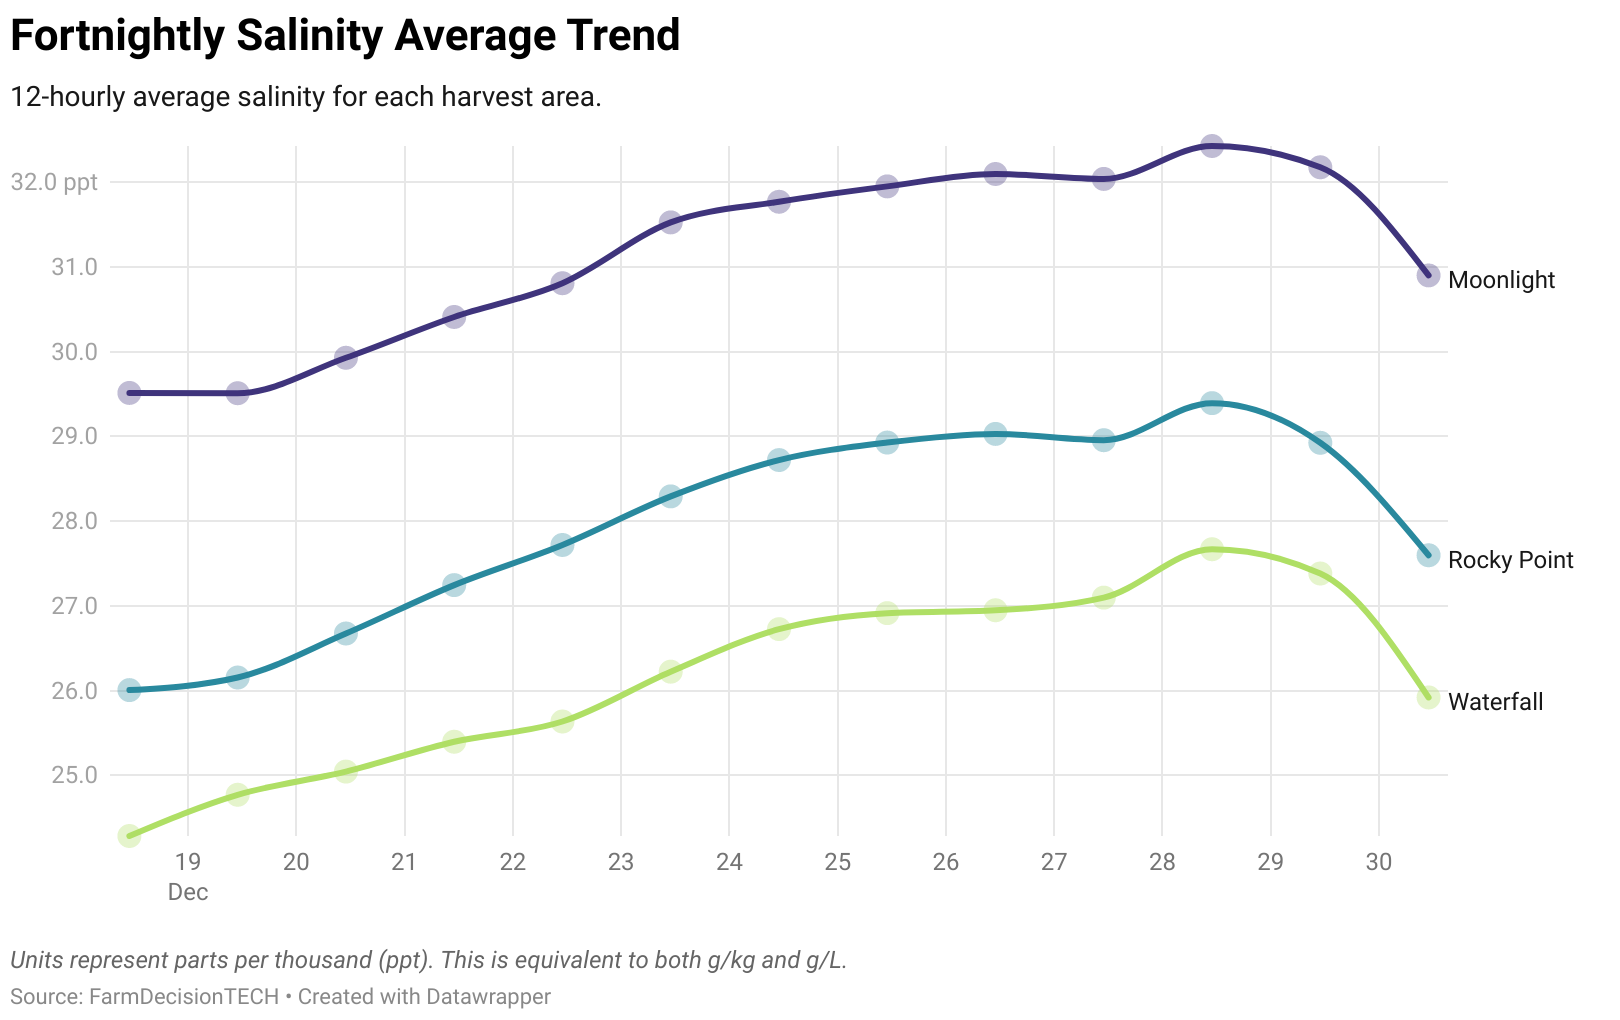 Fortnightly Salinity Average Trend
12-hourly average salinity for each harvest area.
32.0 ppt
31.0
30.0
29.0
28.0
27.0
26.0
25.0
Moonlight
Rocky Point
Waterfall
19 20 21 22 23 24 25 26 27 28 29 30
Dec
Units represent parts per thousand (ppt). This is equivalent to both g/kg and g/L.
Source: FarmDecisionTECH • Created with Datawrapper